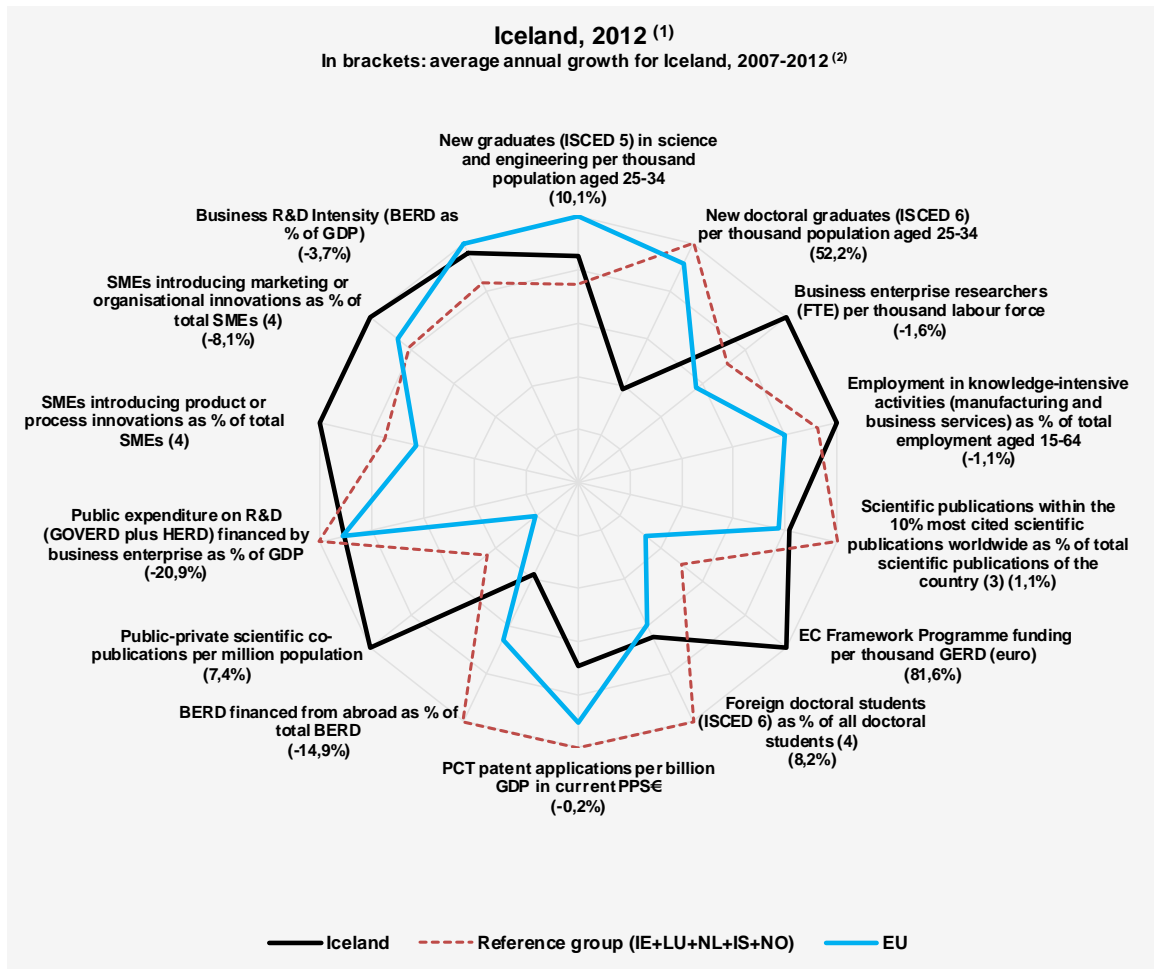 Iceland, 2012 (1)
In brackets: average annual growth for Iceland, 2007-2012 (2)
New graduates (ISCED 5) in science
and engineering per thousand
population aged 25-34
(10,1%)
New doctoral graduates (ISCED 6)
per thousand population aged 25-34
(52,2%)
Business enterprise researchers
(FTE) per thousand labour force
(-1,6%)
Employment in knowledge-intensive
activities (manufacturing and
business services) as % of total
employment aged 15-64
(-1,1%)
Scientific publications within the
10% most cited scientific
publications worldwide as % of total
scientific publications of the
country (3) (1,1%)
EC Framework Programme funding
per thousand GERD (euro)
(81,6%)
Foreign doctoral students
(ISCED 6) as % of all doctoral
students (4)
(8,2%)
PCT patent applications per billion
GDP in current PPS€
(-0,2%)
BERD financed from abroad as % of
total BERD
(-14,9%)
Public-private scientific co-
publications per million population
(7,4%)
Public expenditure on R&D
(GOVERD plus HERD) financed by
business enterprise as % of GDP
(-20,9%)
SMEs introducing product or
process innovations as % of total
SMEs (4)
SMEs introducing marketing or
organisational innovations as % of
total SMEs (4)
(-8,1%)
Business R&D Intensity (BERD as
% of GDP)
(-3,7%)
Iceland
Reference group (IE+LU+NL+IS+NO)
EU